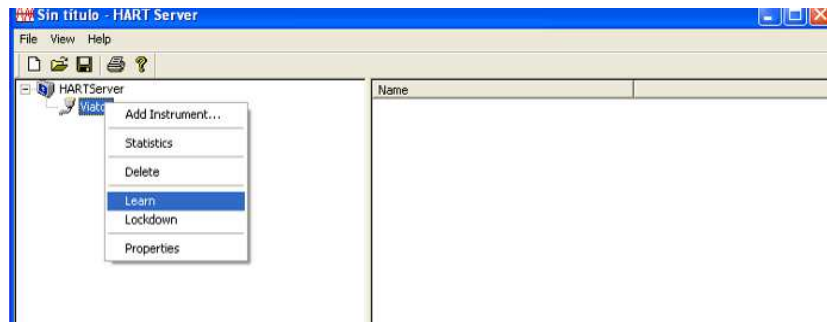 Sin título - HART Server
File View Help
HARTServer
Name
Add Instrument...
Statistics
Delete
Learn
Lockdown
Properties